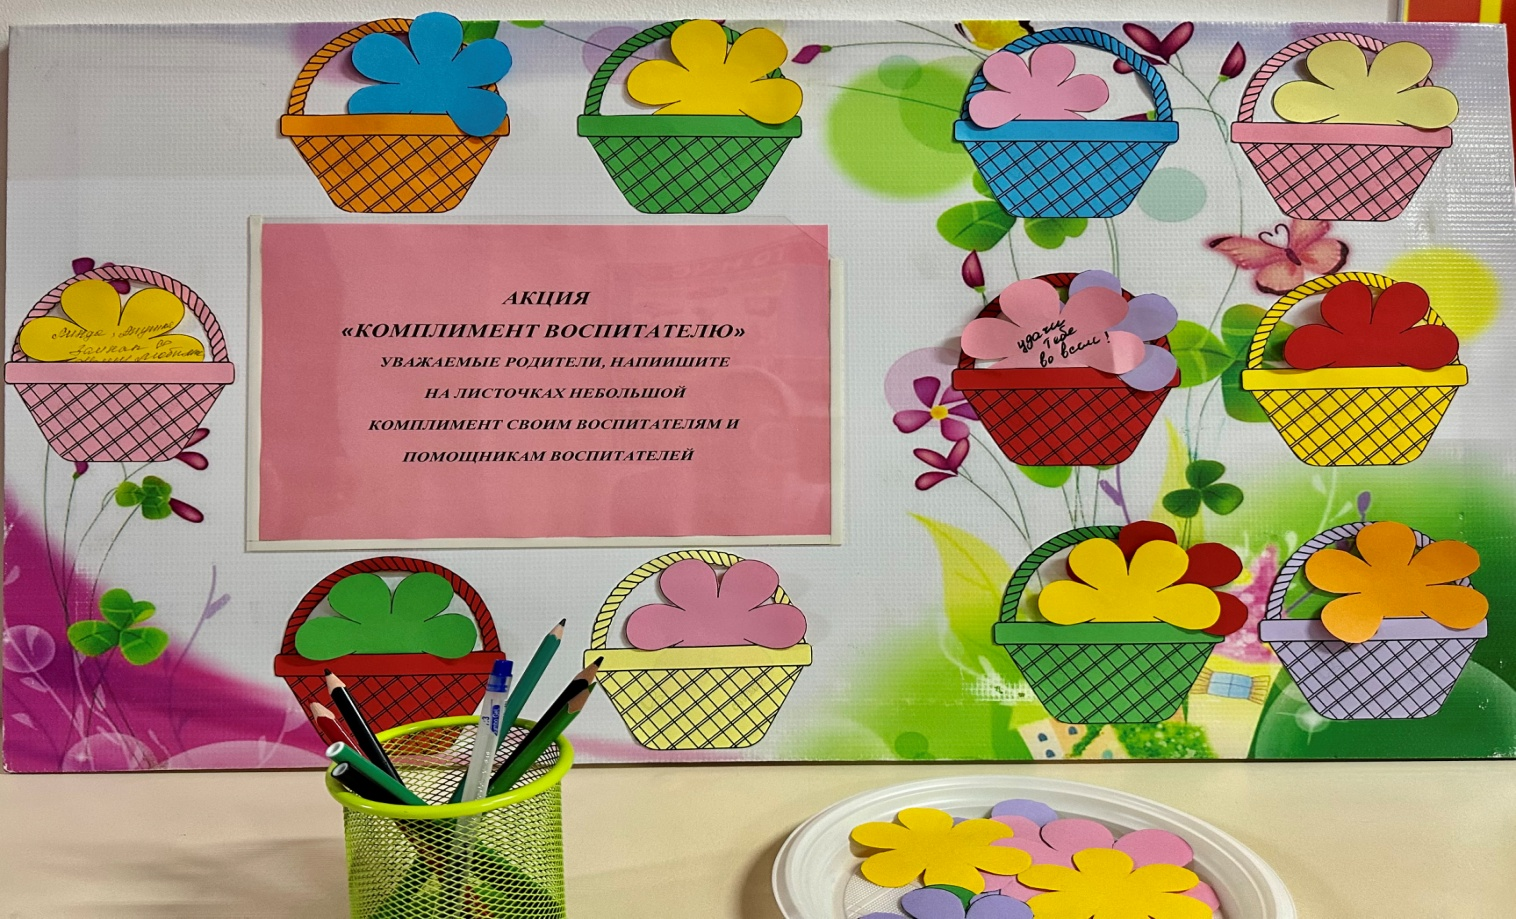 АКЦИЯ
«КОМПЛИМЕНТ ВОСПИТАТЕЛЮ»
УВАЖАЕМЫЕ РОДИТЕЛИ, НАПИИШИТЕ
НА ЛИСТОЧКАХ НЕБОЛЬШОЙ
КОМПЛИМЕНТ СВОИМ ВОСПИТАТЕЛЯМ И
ПОМОЩНИКАМ ВОСПИТАТЕЛЕЙ
удачи
тебе
во всем!